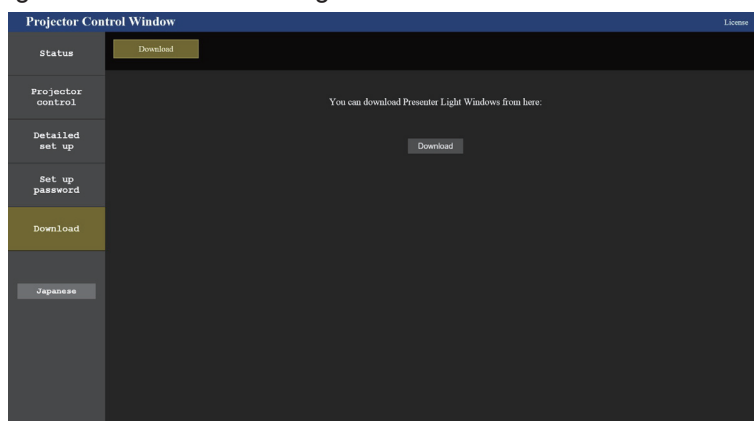 Projector Control Window
License
Status
Download
Projector
control
You can download Presenter Light Windows from here:
Detailed
set up
Download
Set up
password
Download
Japanese